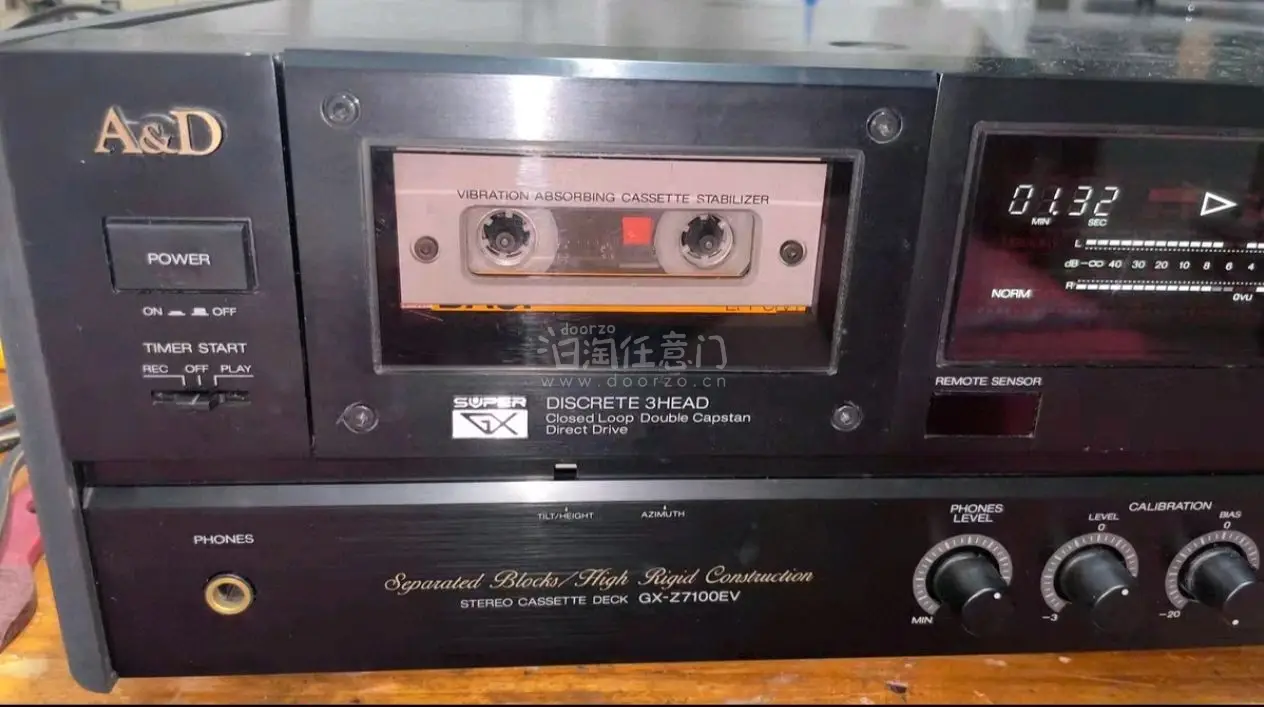 A&D
POWER
ON OFF
TIMER START
REC OFF PLAY
VIBRATION ABSORBING CASSETTE STABILIZER
doorzo
汩淘任意门
www.doorzo.cn
SUPER GX
DISCRETE 3HEAD
Closed Loop Double Capstan
Direct Drive
01.32
MIN SEC
L
dB -∞ 40 30 20 10 8 6 4
R
0VU
NORM
REMOTE SENSOR
PHONES
TILT/HEIGHT AZIMUTH
Separated Blocks/High Rigid Construction
STEREO CASSETTE DECK GX-Z7100EV
PHONES LEVEL
MIN
CALIBRATION
LEVEL
0
-3
BIAS
0
-20